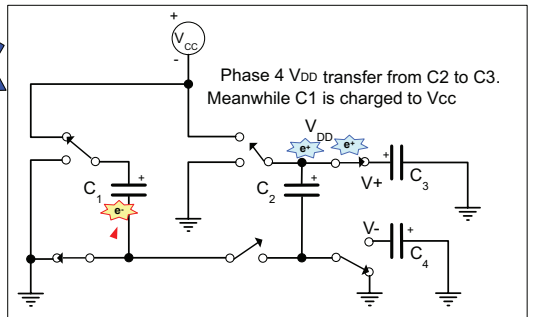 +
VCC
-
Phase 4 VDD transfer from C2 to C3.
Meanwhile C1 is charged to Vcc
VDD
e+
e+
+
C1
e-
+
C2
+
V+
C3
V-
+
C4